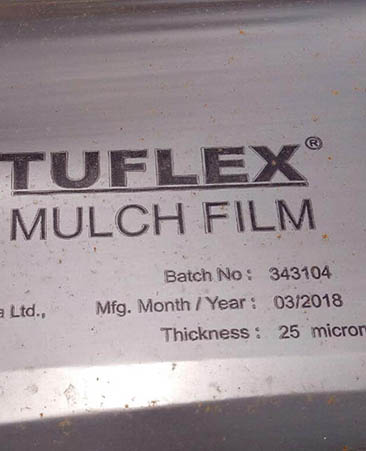 TUFLEX®
MULCH FILM
Batch No : 343104
a Ltd., Mfg. Month / Year : 03/2018
Thickness : 25 micron